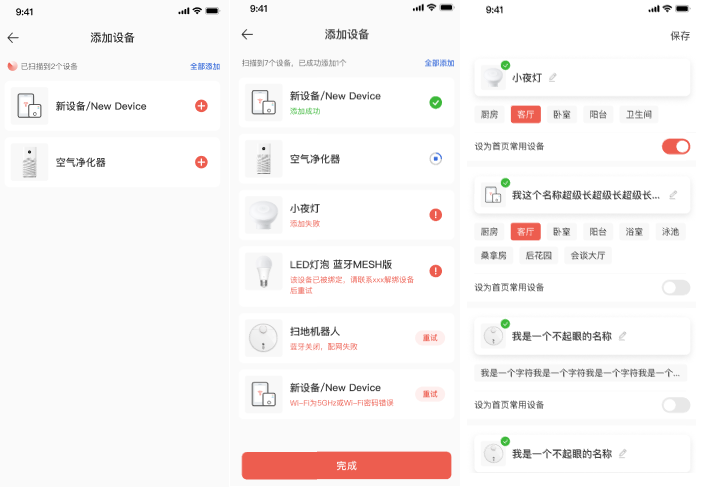 9:41
添加设备
已扫描到2个设备
全部添加
新设备/New Device
空气净化器
9:41
添加设备
扫描到7个设备，已成功添加1个
全部添加
新设备/New Device
添加成功
空气净化器
小夜灯
添加失败
LED灯泡 蓝牙MESH版
该设备已被绑定，请联系xxx解绑设备
后重试
扫地机器人
蓝牙关闭，配网失败
重试
新设备/New Device
Wi-Fi为5GHz或Wi-Fi密码错误
重试
完成
9:41
保存
小夜灯
厨房 客厅 卧室 阳台 卫生间
设为首页常用设备
我这个名称超级长超级长超级长...
厨房 客厅 卧室 阳台 浴室 泳池
桑拿房 后花园 会谈大厅
设为首页常用设备
我是一个不起眼的名称
我是一个字符我是一个字符我是一个字符我是一个...
设为首页常用设备
我是一个不起眼的名称